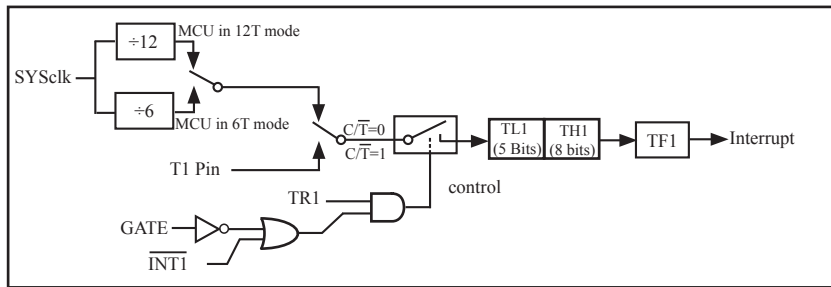 ÷12
MCU in 12T mode
SYSclk
÷6
MCU in 6T mode
C/T̅=0
C/T̅=1
TL1
(5 Bits)
TH1
(8 bits)
TF1
Interrupt
T1 Pin
control
TR1
GATE
I̅N̅T̅1̅